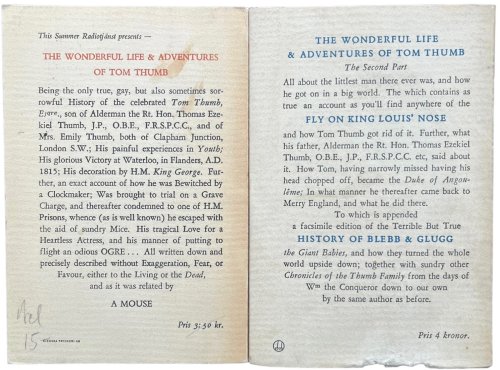 This Summer Radiotjänst presents —
THE WONDERFUL LIFE & ADVENTURES
OF TOM THUMB
Being the only true, gay, but also sometimes sor-
rowful History of the celebrated Tom Thumb,
Esqre., son of Alderman the Rt. Hon. Thomas Eze-
kiel Thumb, J.P., O.B.E., F.R.S.P.C.C., and of
Mrs. Emily Thumb, both of Clapham Junction,
London S.W.; His painful experiences in Youth;
His glorious Victory at Waterloo, in Flanders, A.D.
1815; His decoration by H.M. King George. Furth-
er, an exact account of how he was Bewitched by
a Clockmaker; Was brought to trial on a Grave
Charge, and thereafter condemned to one of H.M.
Prisons, whence (as is well known) he escaped with
the aid of sundry Mice. His tragical Love for a
Heartless Actress, and his manner of putting to
flight an odious OGRE... All written down and
precisely described without Exaggeration, Fear, or
Favour, either to the Living or the Dead,
and as it was related by
A MOUSE
Pris 3:50 kr.
15
THE WONDERFUL LIFE
& ADVENTURES OF TOM THUMB
The Second Part
All about the littlest man there ever was, and how
he got on in a big world. The which contains as
true an account as you'll find anywhere of the
FLY ON KING LOUIS' NOSE
and how Tom Thumb got rid of it. Further, what his
father, Alderman the Rt. Hon. Thomas Ezekiel
Thumb, O.B.E., J.P., F.R.S.P.C.C. etc, said about
it. How Tom, having narrowly missed having his
head chopped off, became the Duke of Angou-
lême; In what manner he thereafter came back to
Merry England, and what he did there.
To which is appended
a facsimile edition of the Terrible But True
HISTORY OF BLEBB & GLUGG
the Giant Babies, and how they turned the whole
world upside down; together with sundry other
Chronicles of the Thumb Family from the days of
Wm the Conqueror down to our own
by the same author as before.
Pris 4 kronor.